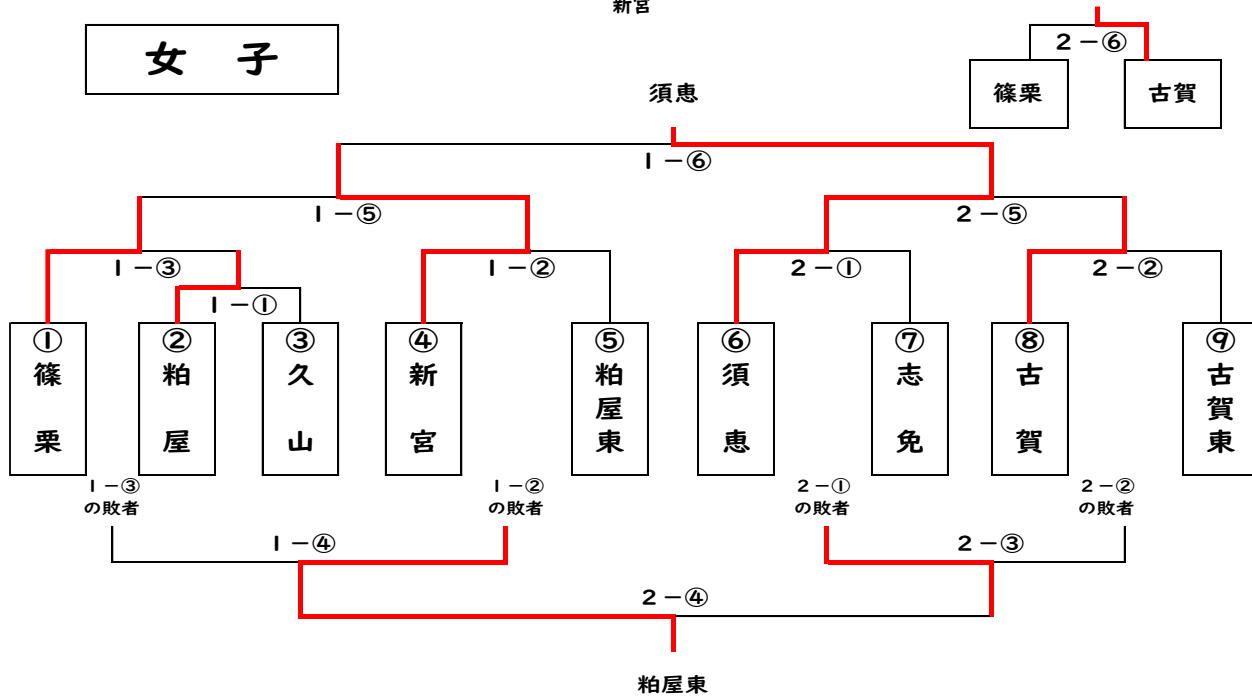 新宮
女 子
2-⑥
篠栗
古賀
須恵
1-⑥
1-⑤
2-⑤
1-③
1-②
2-①
2-②
1-①
①篠栗
②粕屋
③久山
④新宮
⑤粕屋東
⑥須恵
⑦志免
⑧古賀
⑨古賀東
1-③
の敗者
1-②
の敗者
2-①
の敗者
2-②
の敗者
1-④
2-③
2-④
粕屋東